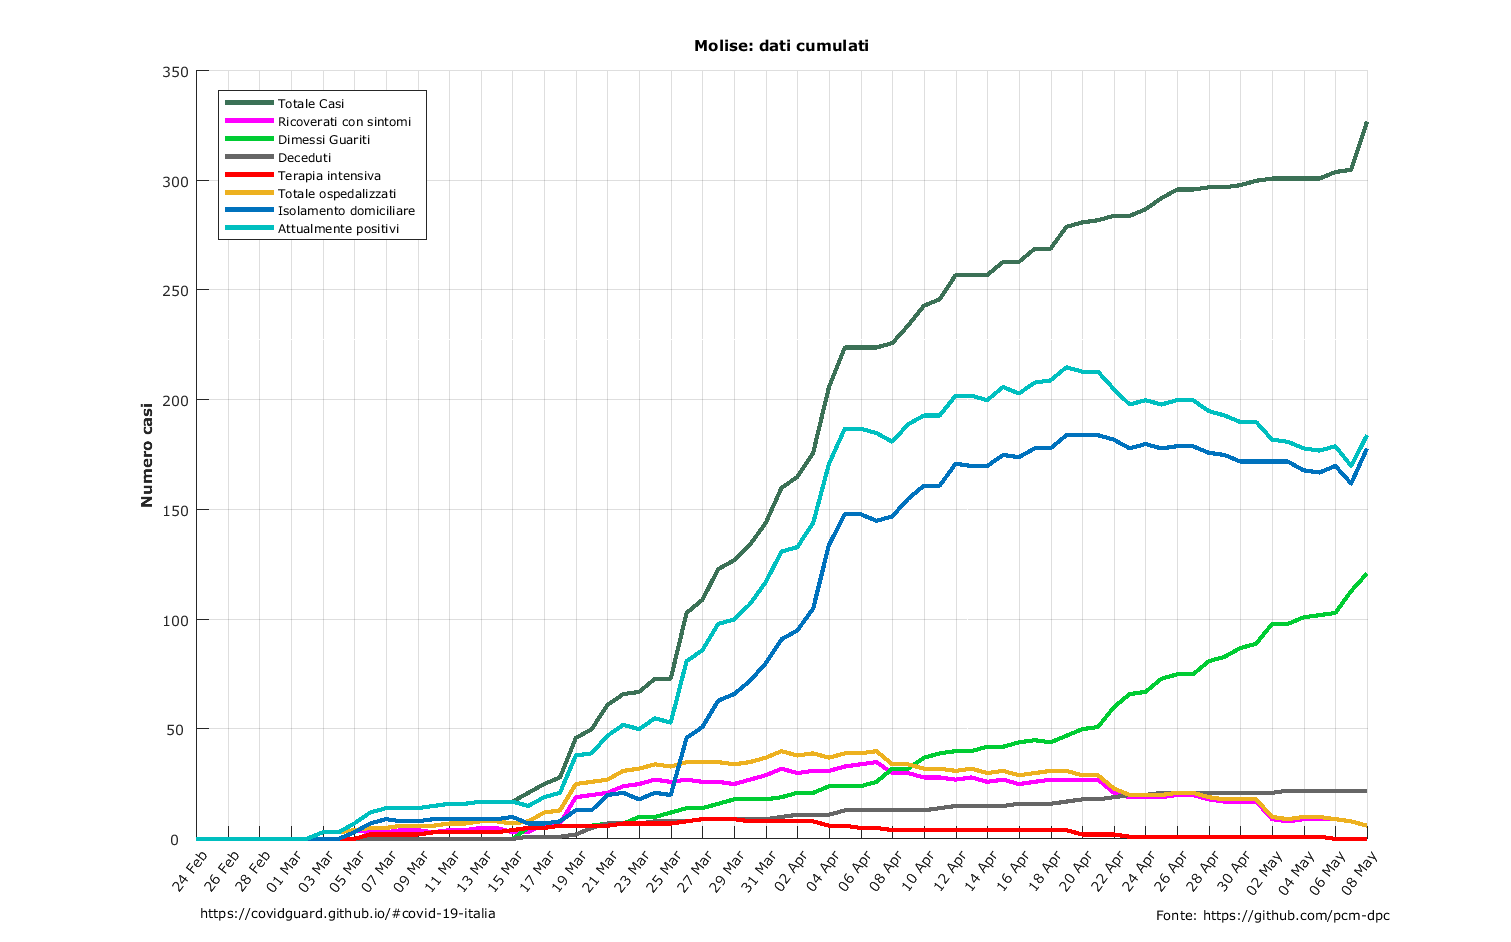 Molise: dati cumulati
350
300
250
200
150
100
50
0
Numero casi
Totale Casi
Ricoverati con sintomi
Dimessi Guariti
Deceduti
Terapia intensiva
Totale ospedalizzati
Isolamento domiciliare
Attualmente positivi
24 Feb
26 Feb
28 Feb
01 Mar
03 Mar
05 Mar
07 Mar
09 Mar
11 Mar
13 Mar
15 Mar
17 Mar
19 Mar
21 Mar
23 Mar
25 Mar
27 Mar
29 Mar
31 Mar
02 Apr
04 Apr
06 Apr
08 Apr
10 Apr
12 Apr
14 Apr
16 Apr
18 Apr
20 Apr
22 Apr
24 Apr
26 Apr
28 Apr
30 Apr
02 May
04 May
06 May
08 May
https://covidguard.github.io/#covid-19-italia
Fonte: https://github.com/pcm-dpc